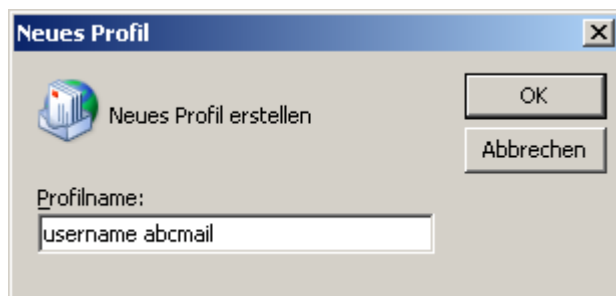 Neues Profil
Neues Profil erstellen
OK
Abbrechen
Profilname:
username abcmail